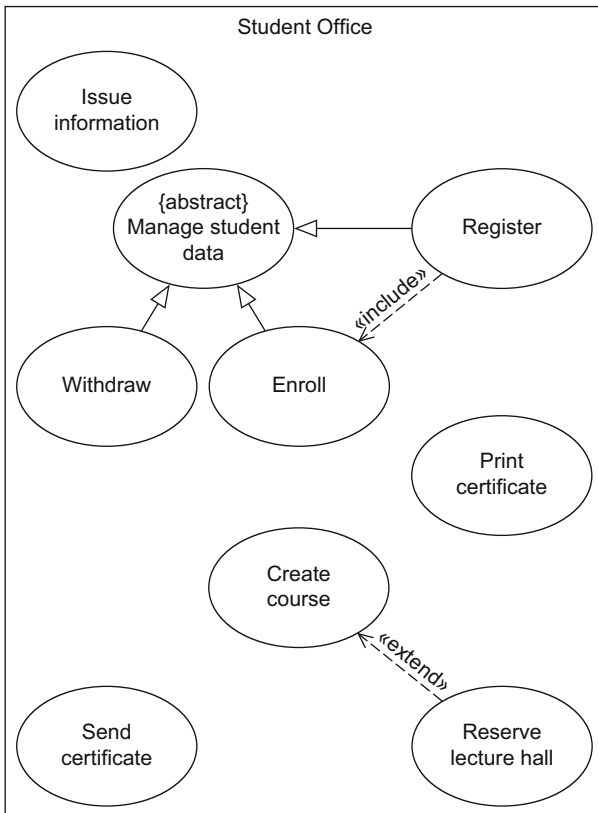 Student Office
Issue
information
{abstract}
Manage student
data
Register
«include»
Withdraw
Enroll
Print
certificate
Create
course
«extend»
Send
certificate
Reserve
lecture hall